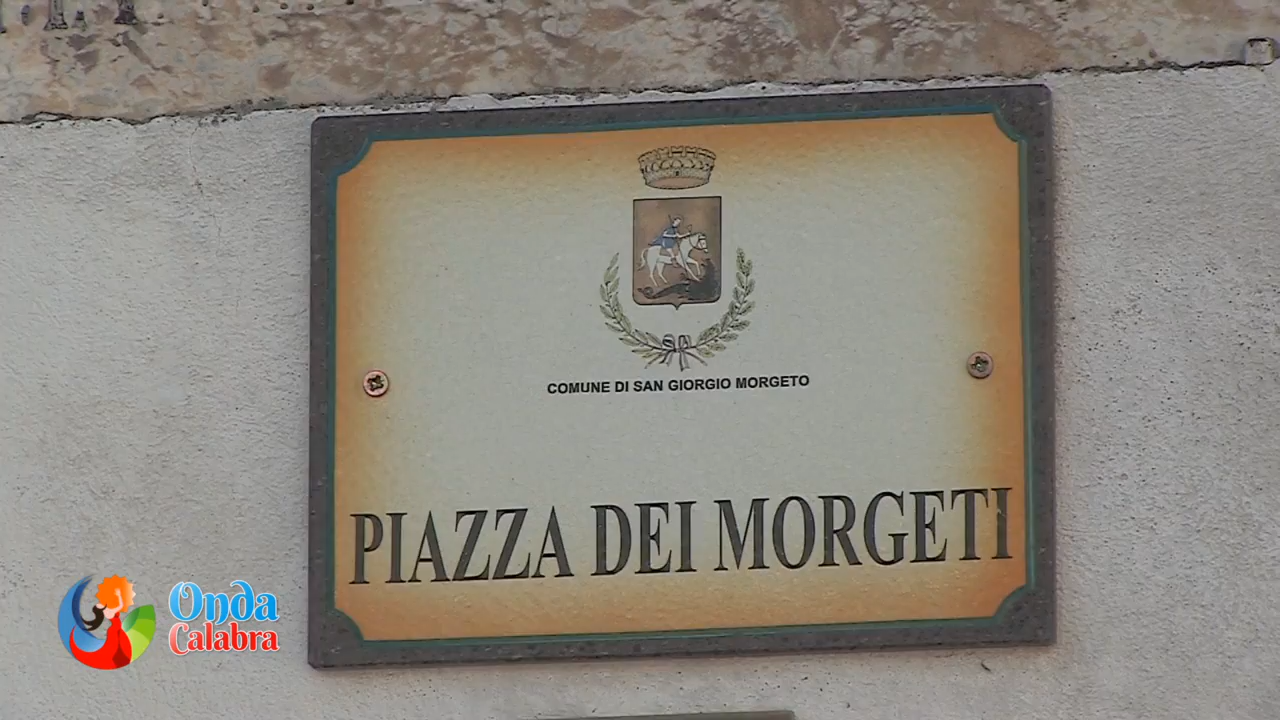 COMUNE DI SAN GIORGIO MORGETO
PIAZZA DEI MORGETI
Onda
Calabra